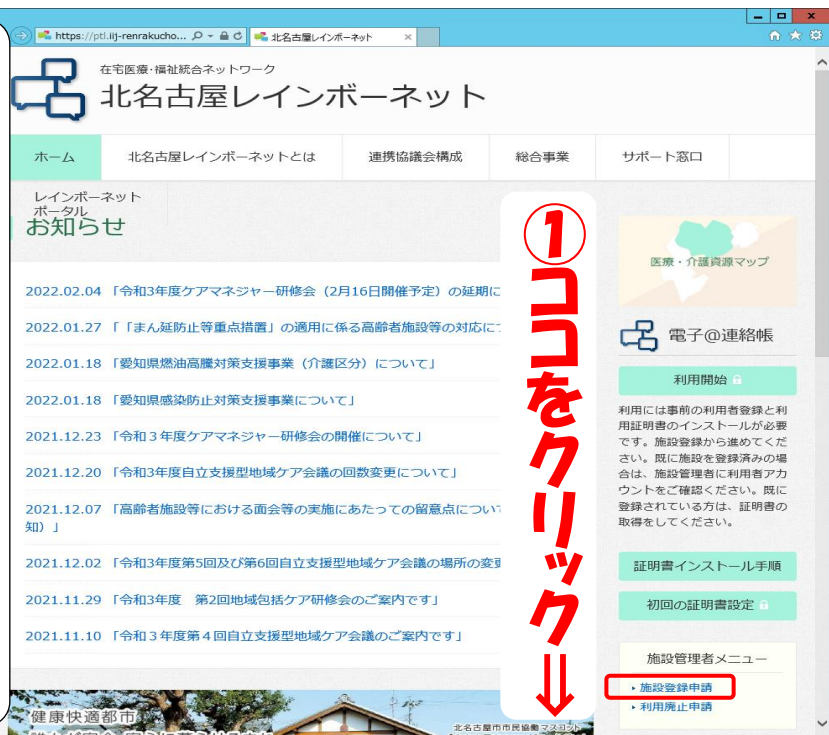 https://ptl.iij-renrakucho...
北名古屋レインボーネット
在宅医療・福祉統合ネットワーク
北名古屋レインボーネット
ホーム
北名古屋レインボーネットとは
連携協議会構成
総合事業
サポート窓口
レインボーネット
ポータル
お知らせ
2022.02.04 「令和3年度ケアマネジャー研修会（2月16日開催予定）の延期に
2022.01.27 「「まん延防止等重点措置」の適用に係る高齢者施設等の対応に
2022.01.18 「愛知県燃油高騰対策支援事業（介護区分）について」
2022.01.18 「愛知県感染防止対策支援事業について」
2021.12.23 「令和３年度ケアマネジャー研修会の開催について」
2021.12.20 「令和3年度自立支援型地域ケア会議の回数変更について」
2021.12.07 「高齢者施設等における面会等の実施にあたっての留意点につい
知）」
2021.12.02 「令和3年度第5回及び第6回自立支援型地域ケア会議の場所の変
2021.11.29 「令和3年度　第2回地域包括ケア研修会のご案内です」
2021.11.10 「令和３年度第４回自立支援型地域ケア会議のご案内です」
①ココをクリック⇒
医療・介護資源マップ
電子@連絡帳
利用開始
利用には事前の利用者登録と利
用証明書のインストールが必要
です。施設登録から進めてくだ
さい。既に施設を登録済みの場
合は、施設管理者に利用者アカ
ウントをご確認ください。既に
登録されている方は、証明書の
取得をしてください。
証明書インストール手順
初回の証明書設定
施設管理者メニュー
施設登録申請
利用廃止申請
健康快適都市
北名古屋市市民協働マスコット